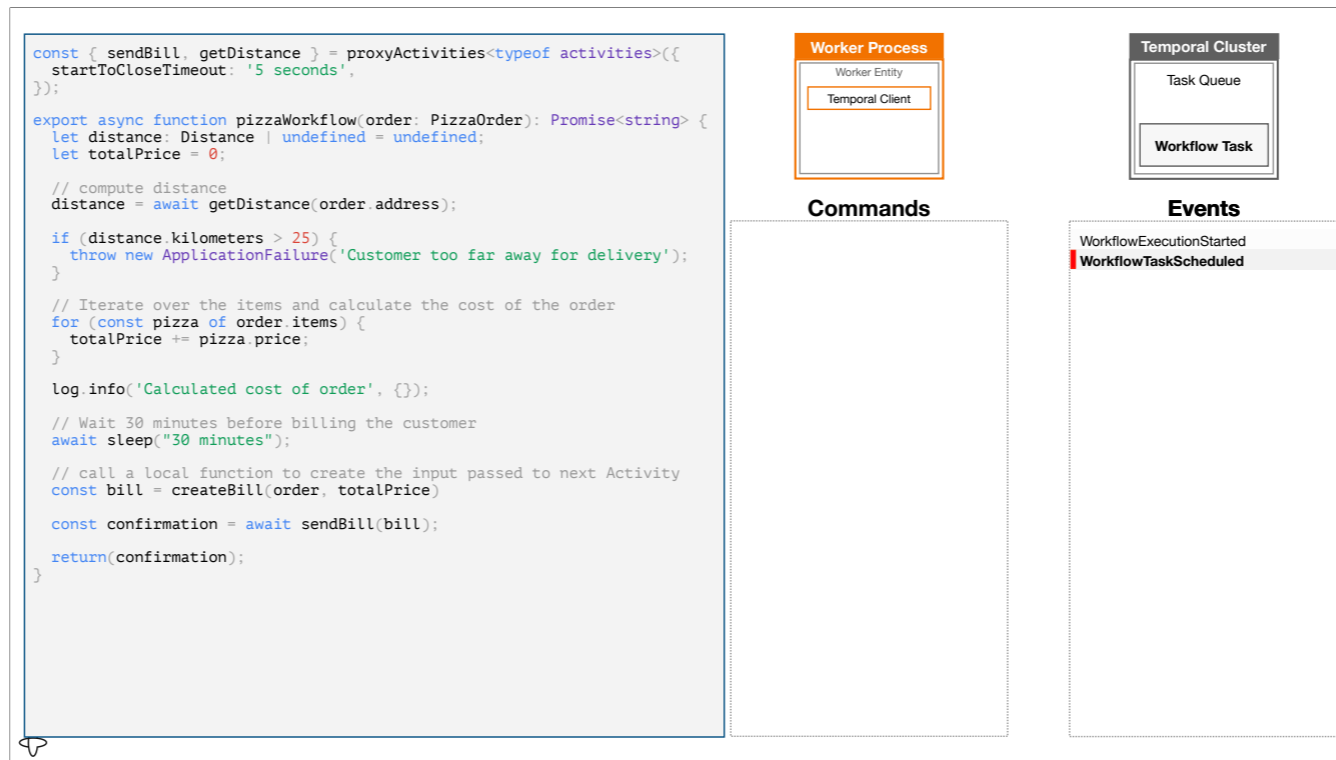 const { sendBill, getDistance } = proxyActivities<typeof activities>({
  startToCloseTimeout: '5 seconds',
});
export async function pizzaWorkflow(order: PizzaOrder): Promise<string> {
  let distance: Distance | undefined = undefined;
  let totalPrice = 0;
  // compute distance
  distance = await getDistance(order.address);
  if (distance.kilometers > 25) {
    throw new ApplicationFailure('Customer too far away for delivery');
  }
  // Iterate over the items and calculate the cost of the order
  for (const pizza of order.items) {
    totalPrice += pizza.price;
  }
  log.info('Calculated cost of order', {});
  // Wait 30 minutes before billing the customer
  await sleep("30 minutes");
  // call a local function to create the input passed to next Activity
  const bill = createBill(order, totalPrice)
  const confirmation = await sendBill(bill);
  return(confirmation);
}
Worker Process
Worker Entity
Temporal Client
Temporal Cluster
Task Queue
Workflow Task
Commands
Events
WorkflowExecutionStarted
WorkflowTaskScheduled